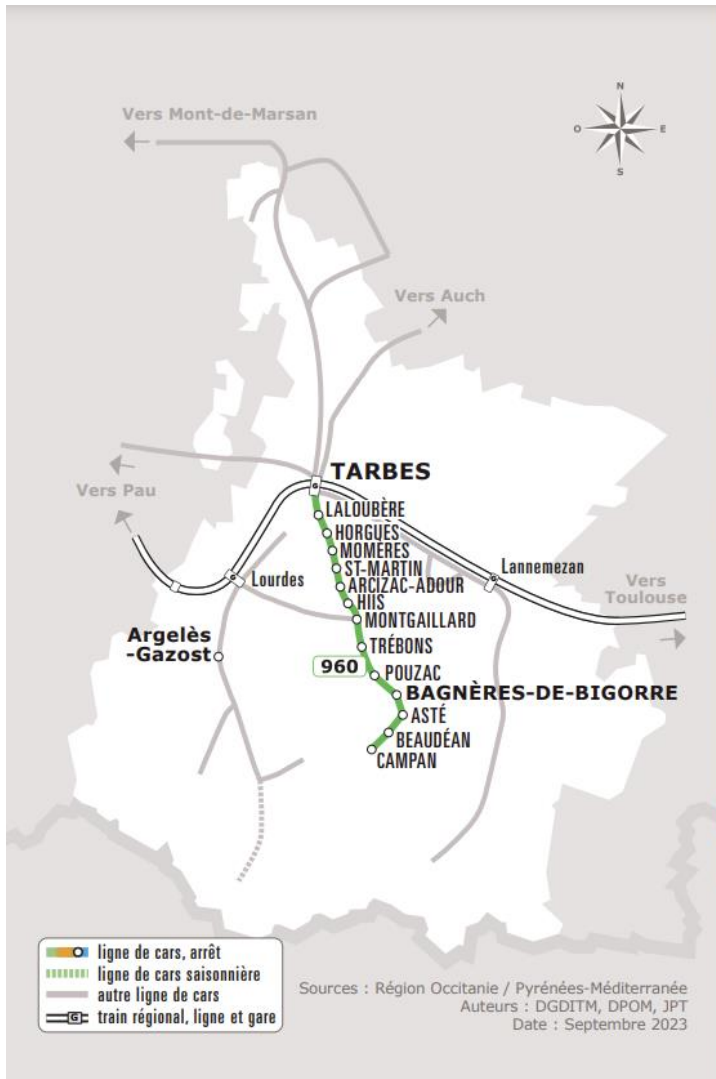 N
O
E
S
Vers Mont-de-Marsan
Vers Auch
TARBES
G
Vers Pau
LALOUBÈRE
HORGUES
MOMÈRES
ST-MARTIN
ARCIZAC-ADOUR
HIIS
MONTGAILLARD
Lourdes
Lannemezan
Vers
Toulouse
Argelès
-Gazost
TRÉBONS
960
POUZAC
BAGNÈRES-DE-BIGORRE
ASTÉ
BEAUDÉAN
CAMPAN
ligne de cars, arrêt
ligne de cars saisonnière
autre ligne de cars
G train régional, ligne et gare
Sources : Région Occitanie / Pyrénées-Méditerranée
Auteurs : DGDITM, DPOM, JPT
Date : Septembre 2023